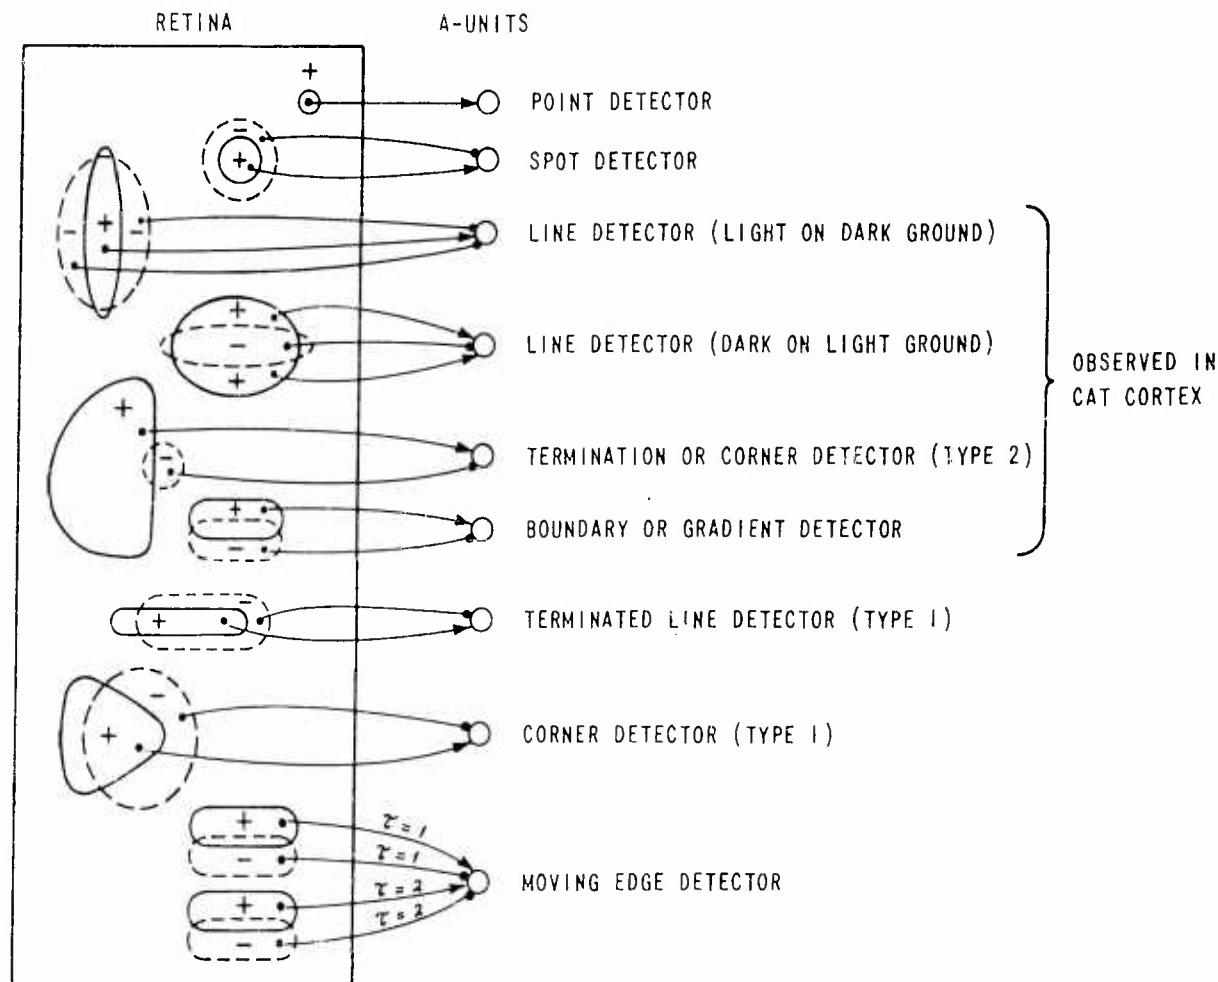 RETINA
A-UNITS
+
POINT DETECTOR
-
+
SPOT DETECTOR
- + -
LINE DETECTOR (LIGHT ON DARK GROUND)
+
-
+
LINE DETECTOR (DARK ON LIGHT GROUND)
OBSERVED IN
CAT CORTEX
+
-
TERMINATION OR CORNER DETECTOR (TYPE 2)
+
-
BOUNDARY OR GRADIENT DETECTOR
-
+
TERMINATED LINE DETECTOR (TYPE I)
-
+
CORNER DETECTOR (TYPE I)
+
τ=1
-
τ=1
+
τ=2
-
τ=2
MOVING EDGE DETECTOR